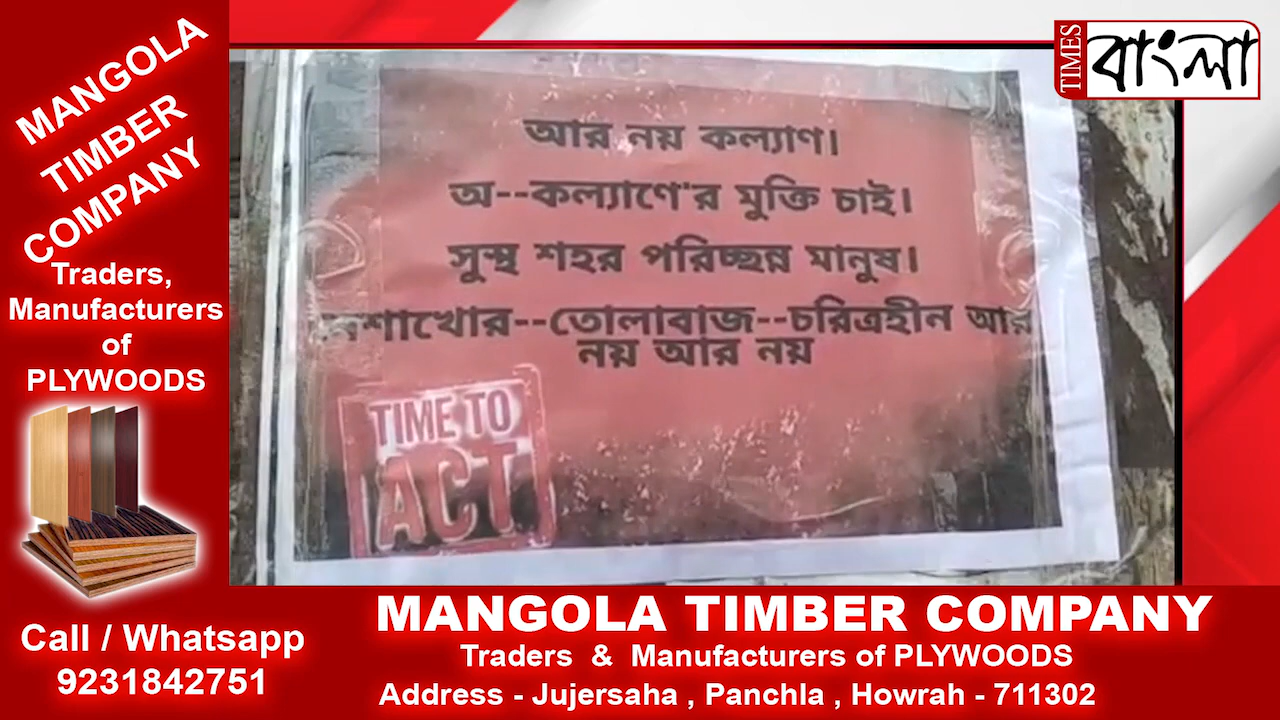 MANGOLA
TIMBER
COMPANY
Traders,
Manufacturers
of
PLYWOODS
Call / Whatsapp
9231842751
TIMES
বাংলা
আর নয় কল্যাণ।
অ--কল্যাণে'র মুক্তি চাই।
সুস্থ শহর পরিচ্ছন্ন মানুষ।
নেশাখোর--তোলাবাজ--চরিত্রহীন আর
নয় আর নয়
TIME TO
ACT
MANGOLA TIMBER COMPANY
Traders & Manufacturers of PLYWOODS
Address - Jujersaha , Panchla , Howrah - 711302